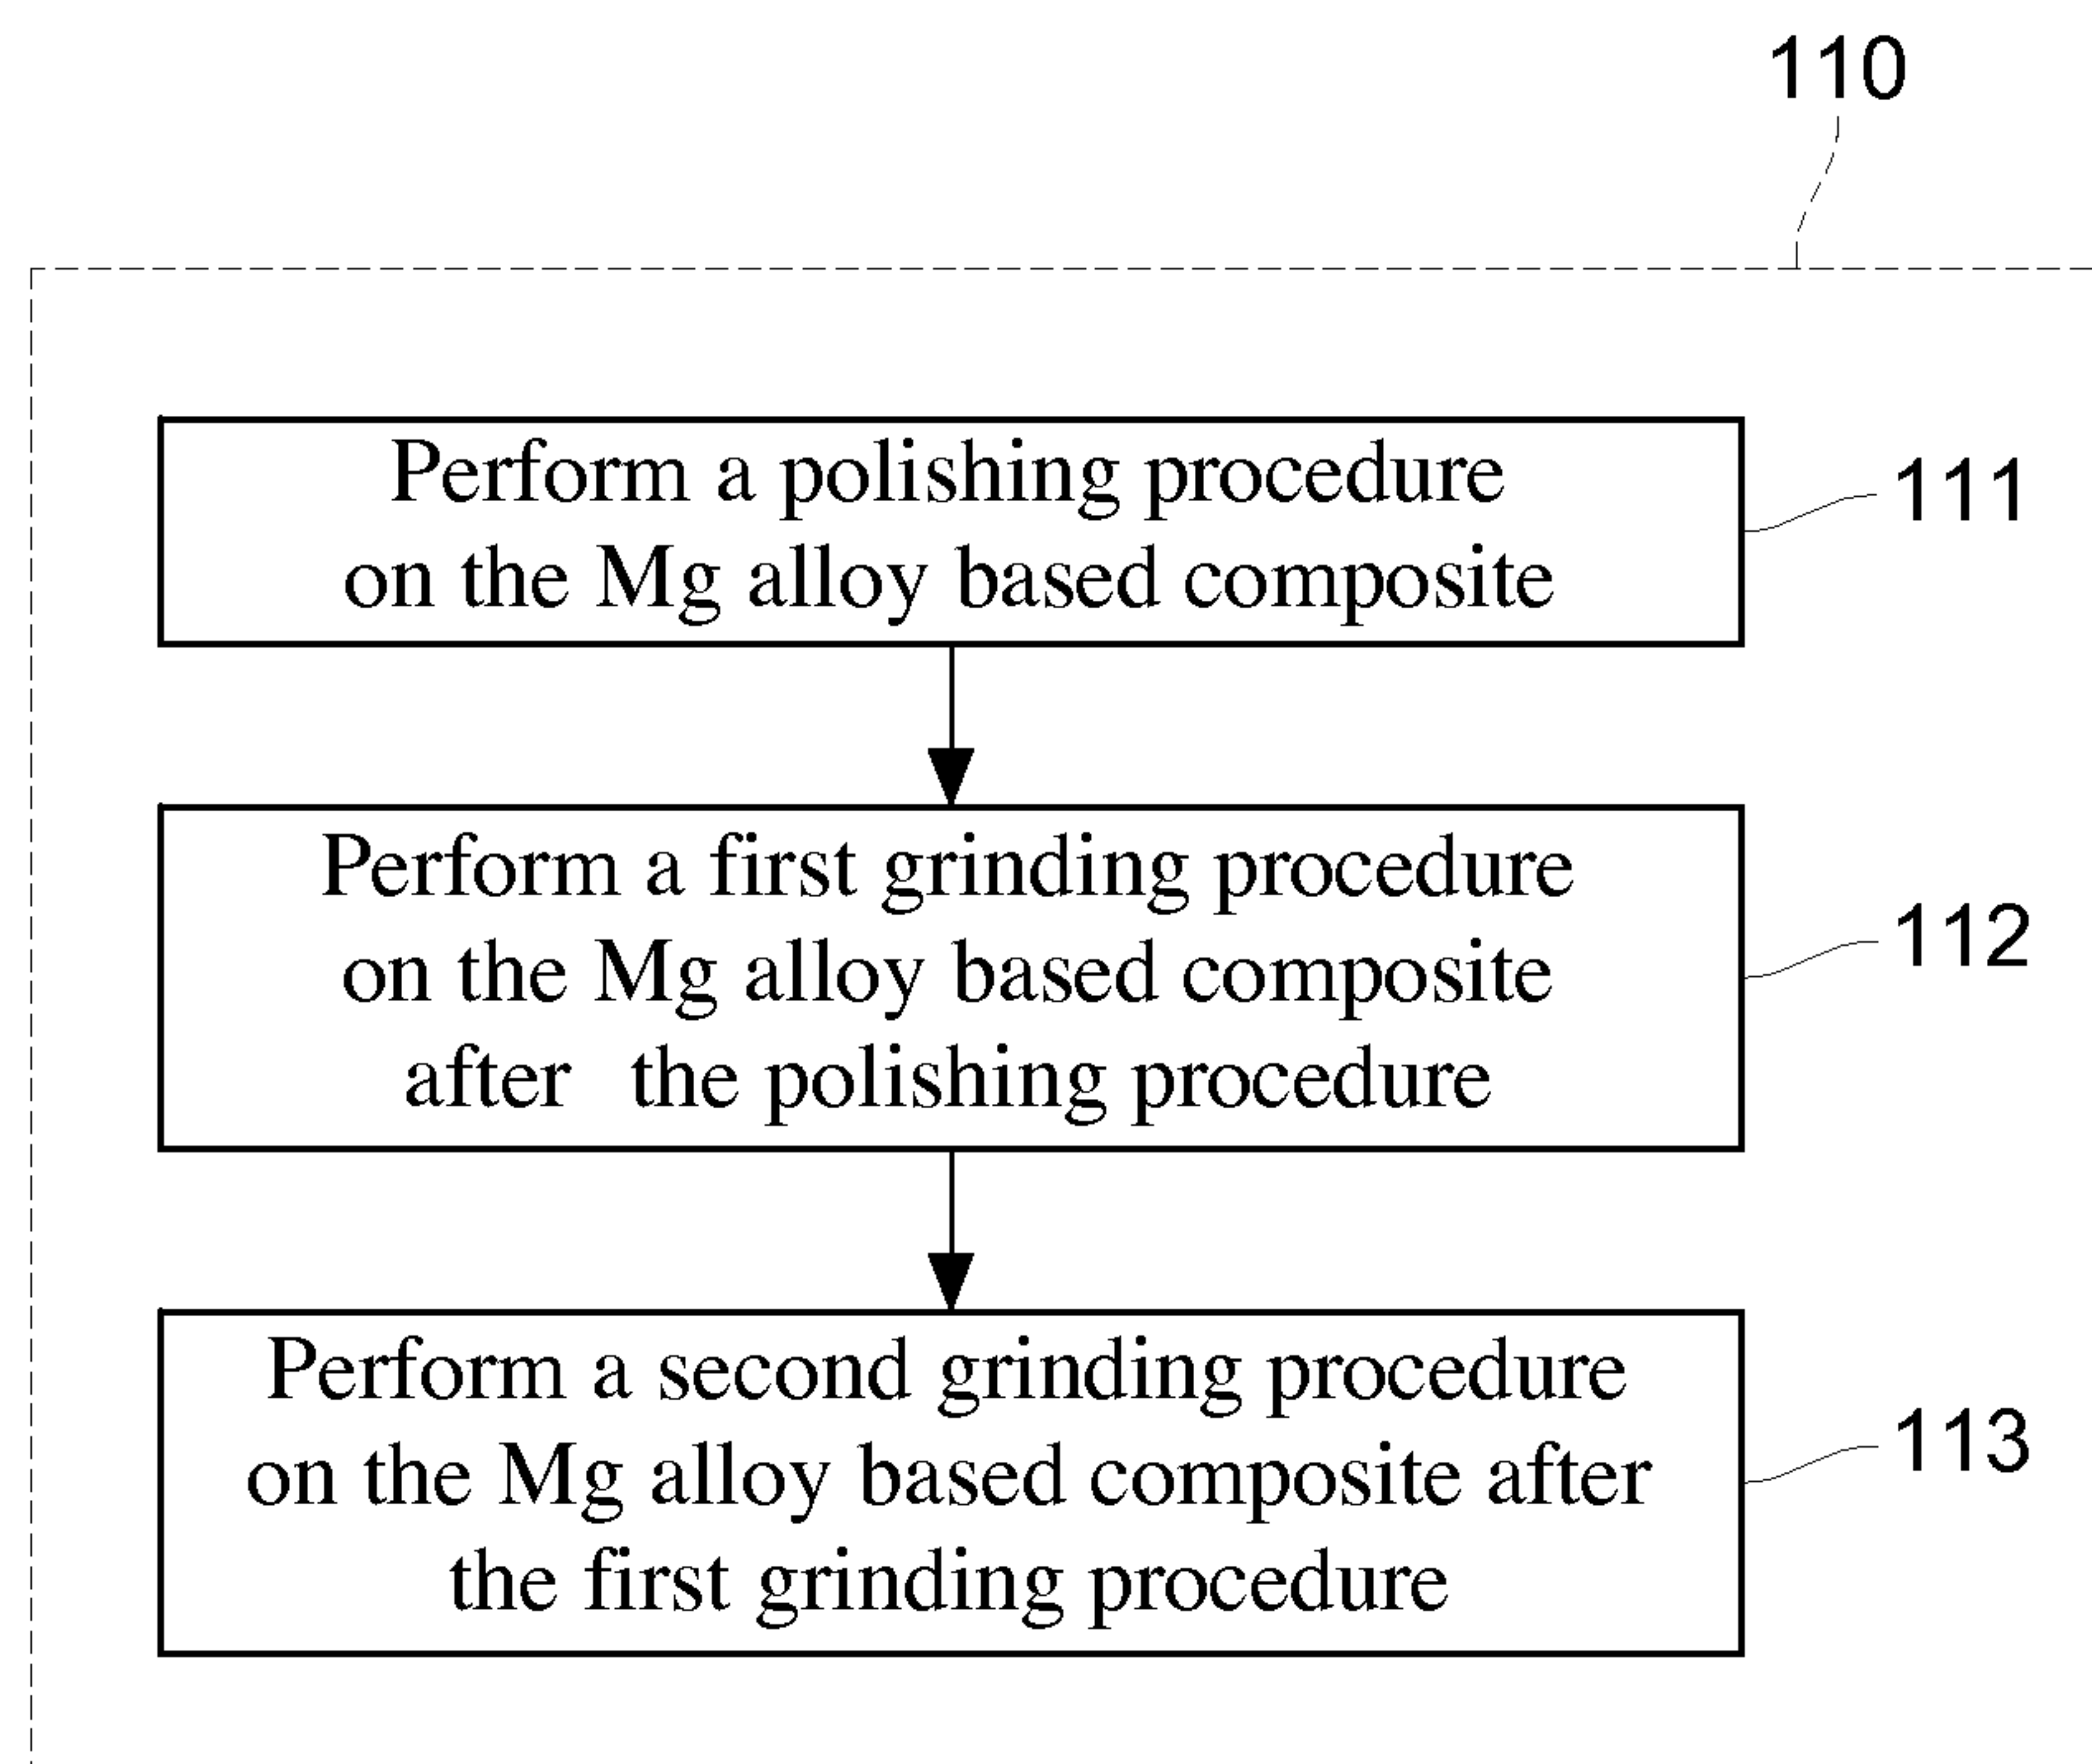 110
Perform a polishing procedure
on the Mg alloy based composite
111
Perform a first grinding procedure
on the Mg alloy based composite
after the polishing procedure
112
Perform a second grinding procedure
on the Mg alloy based composite after
the first grinding procedure
113